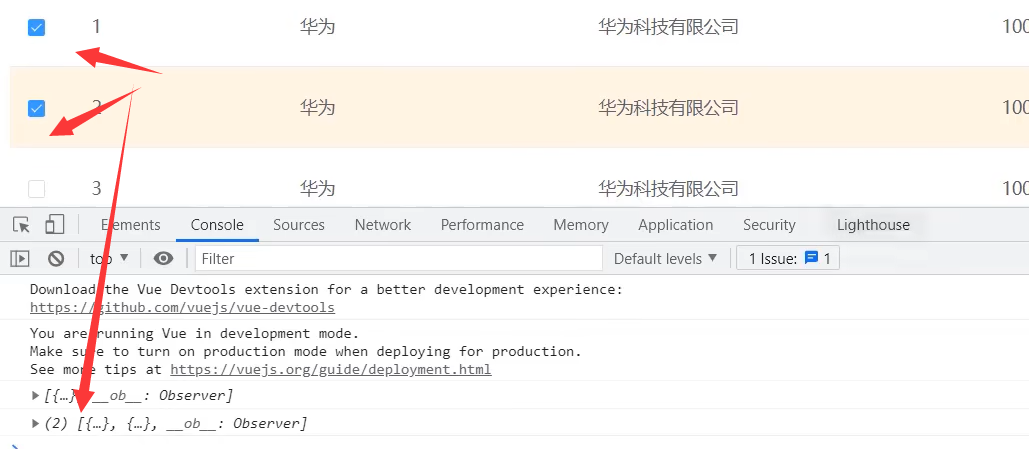 1 华为 华为科技有限公司 100
2 华为 华为科技有限公司 100
3 华为 华为科技有限公司 100
Elements Console Sources Network Performance Memory Application Security Lighthouse
top ▼ Filter Default levels ▼ 1 Issue: 1
Download the Vue Devtools extension for a better development experience:
https://github.com/vuejs/vue-devtools
You are running Vue in development mode.
Make sure to turn on production mode when deploying for production.
See more tips at https://vuejs.org/guide/deployment.html
▶ [{…}, __ob__: Observer]
▶ (2) [{…}, {…}, __ob__: Observer]